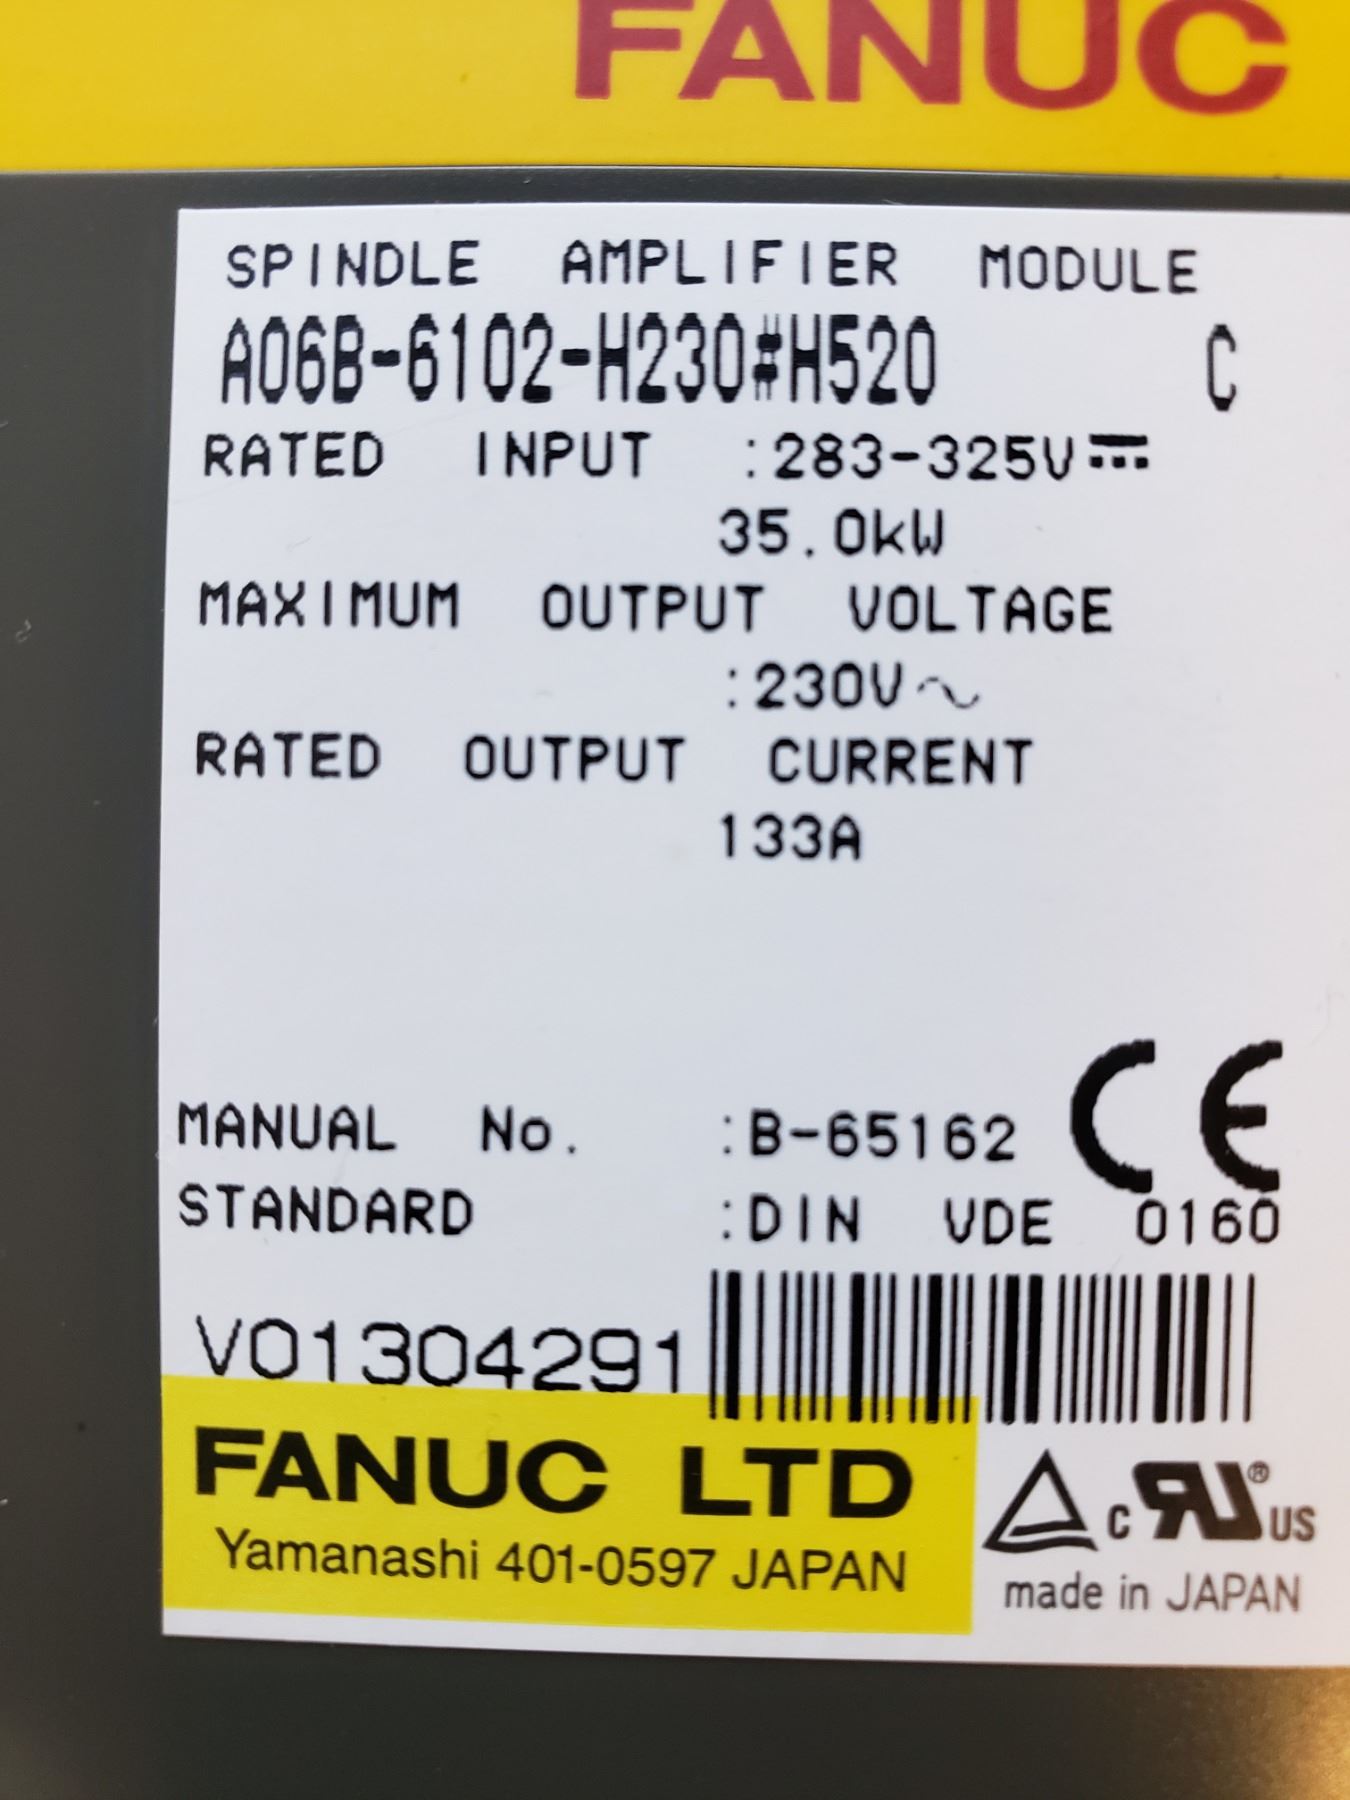 FANUC
SPINDLE AMPLIFIER MODULE
A06B-6102-H230#H520 C
RATED INPUT :283-325V⎓
35.0kW
MAXIMUM OUTPUT VOLTAGE
:230V~
RATED OUTPUT CURRENT
133A
MANUAL No. :B-65162 CE
STANDARD :DIN VDE 0160
V01304291
FANUC LTD
Yamanashi 401-0597 JAPAN
c RU® US
made in JAPAN